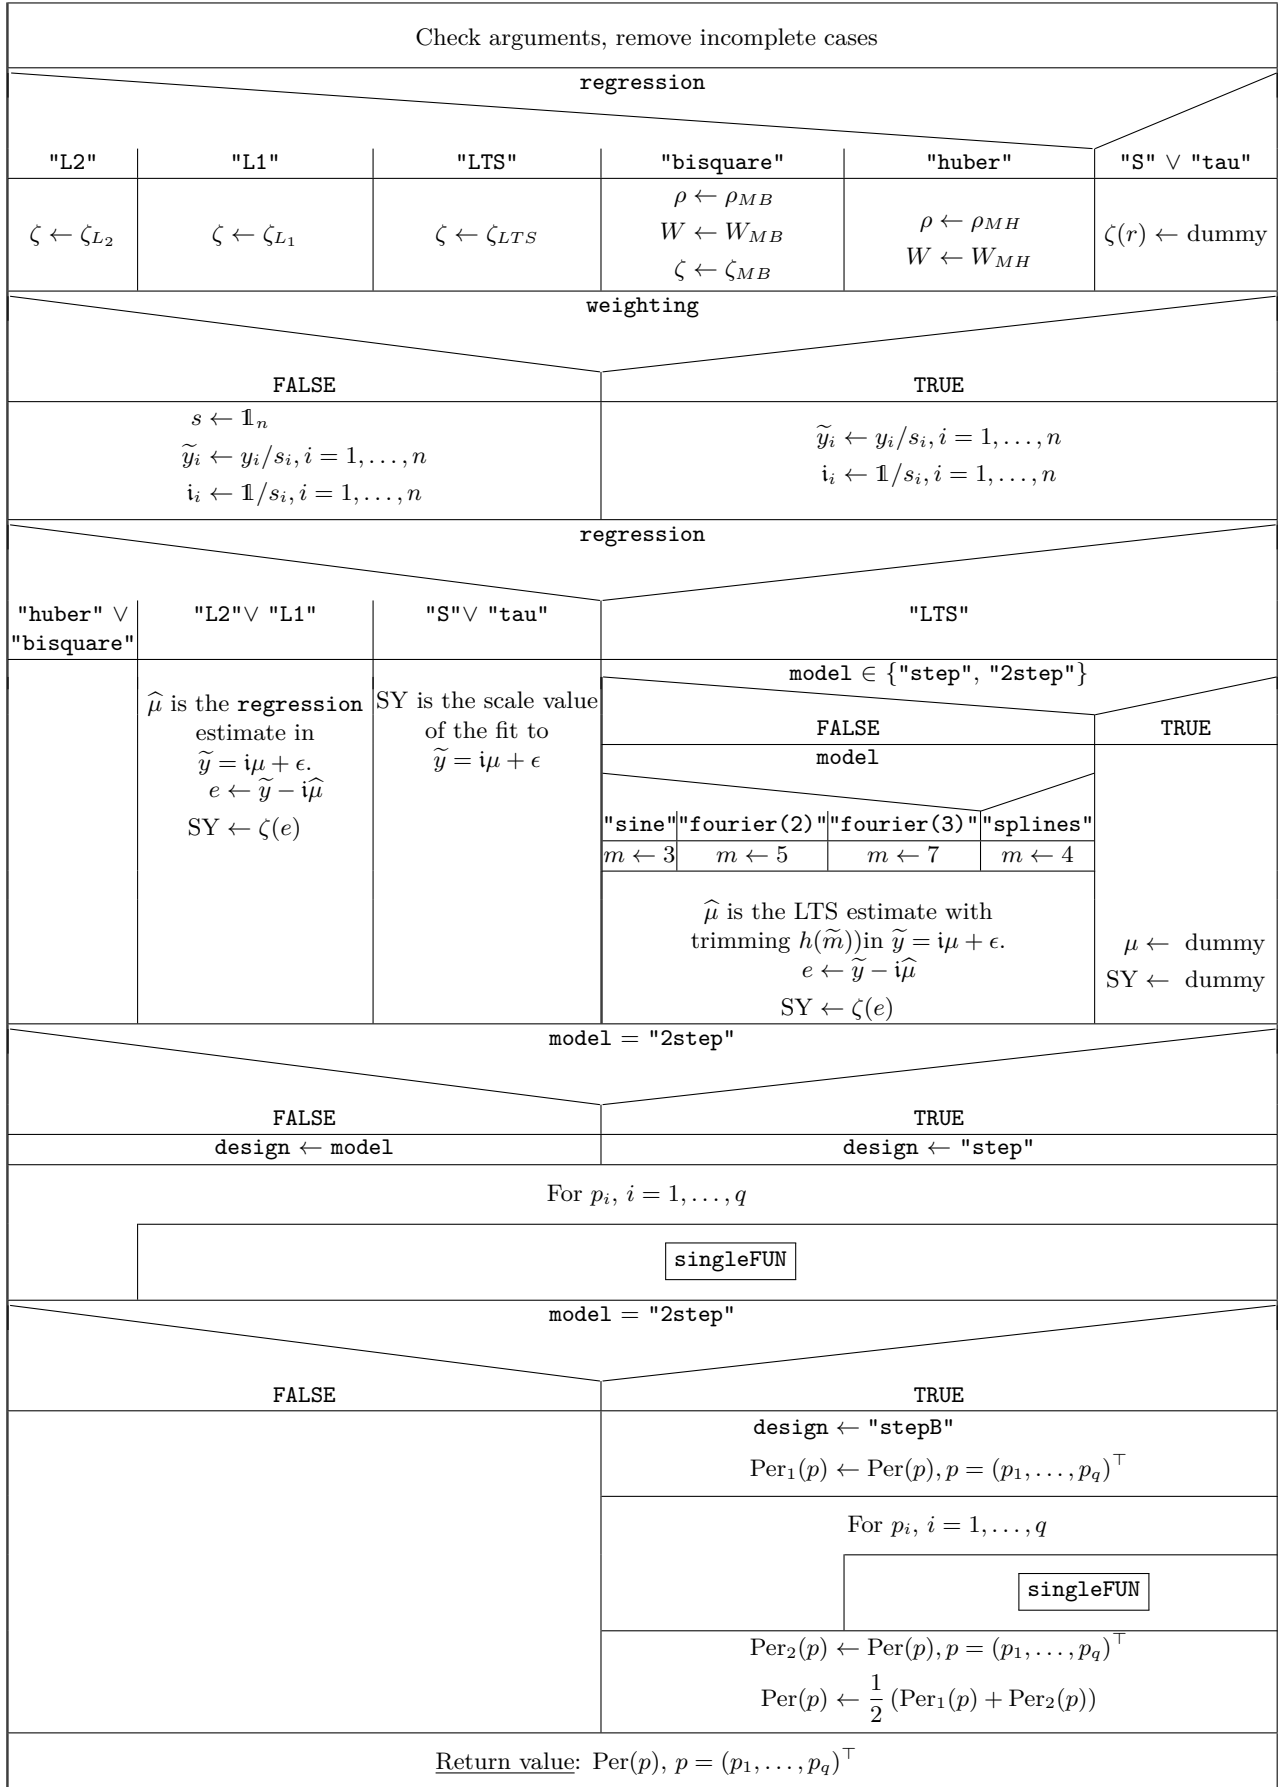 Check arguments, remove incomplete cases
regression
"L2" "L1" "LTS" "bisquare" "huber" "S" ∨ "tau"
ζ ← ζ_{L_2} ζ ← ζ_{L_1} ζ ← ζ_{LTS} ρ ← ρ_{MB} ρ ← ρ_{MH} ζ(r) ← dummy
W ← W_{MB} W ← W_{MH}
ζ ← ζ_{MB}
weighting
FALSE TRUE
s ← 𝟙_n
ỹ_i ← y_i/s_i, i = 1, . . . , n
𝔦_i ← 𝟙/s_i, i = 1, . . . , n
ỹ_i ← y_i/s_i, i = 1, . . . , n
𝔦_i ← 𝟙/s_i, i = 1, . . . , n
regression
"huber" ∨ "L2"∨ "L1" "S"∨ "tau" "LTS"
"bisquare"
μ̂ is the regression
estimate in
ỹ = 𝔦μ + ϵ.
e ← ỹ − 𝔦μ̂
SY ← ζ(e)
SY is the scale value
of the fit to
ỹ = 𝔦μ + ϵ
model ∈ {"step", "2step"}
FALSE TRUE
model
"sine" "fourier(2)" "fourier(3)" "splines"
m ← 3 m ← 5 m ← 7 m ← 4
μ̂ is the LTS estimate with
trimming h(m̃))in ỹ = 𝔦μ + ϵ.
e ← ỹ − 𝔦μ̂
SY ← ζ(e)
μ ← dummy
SY ← dummy
model = "2step"
FALSE TRUE
design ← model design ← "step"
For p_i, i = 1, . . . , q
singleFUN
model = "2step"
FALSE TRUE
design ← "stepB"
Per_1(p) ← Per(p), p = (p_1, . . . , p_q)^⊤
For p_i, i = 1, . . . , q
singleFUN
Per_2(p) ← Per(p), p = (p_1, . . . , p_q)^⊤
Per(p) ← 1/2 (Per_1(p) + Per_2(p))
Return value: Per(p), p = (p_1, . . . , p_q)^⊤